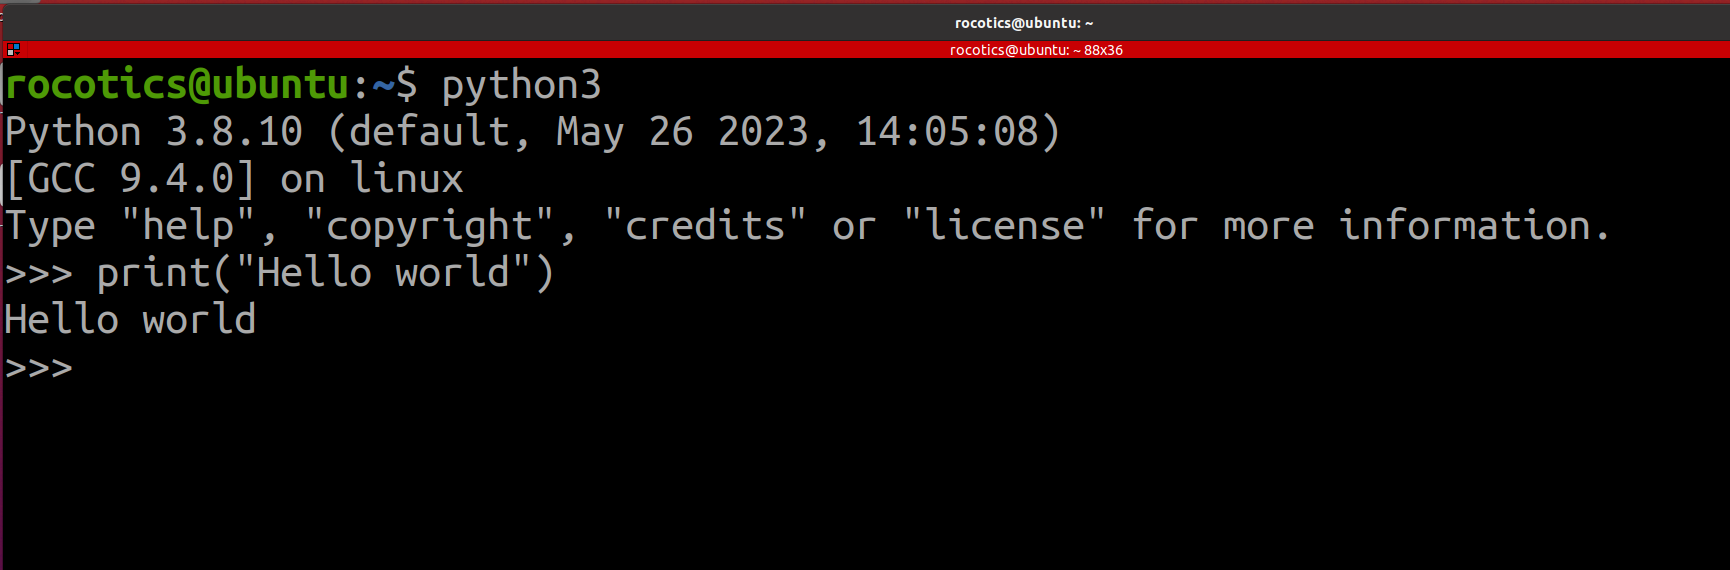 rocotics@ubuntu: ~
rocotics@ubuntu: ~ 88x36
rocotics@ubuntu:~$ python3
Python 3.8.10 (default, May 26 2023, 14:05:08)
[GCC 9.4.0] on linux
Type "help", "copyright", "credits" or "license" for more information.
>>> print("Hello world")
Hello world
>>>